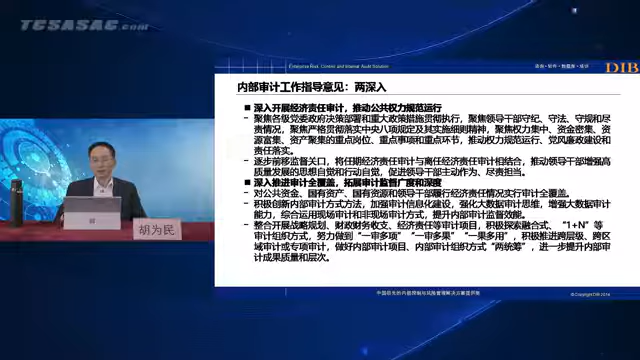 TCSASAC.com
Enterprise Risk, Control and Internal Audit Solution
咨询·软件·数据库·培训
DIB
内部审计工作指导意见：两深入
■ 深入开展经济责任审计，推动公共权力规范运行
- 聚焦各级党委政府决策部署和重大政策措施贯彻执行，聚焦领导干部守纪、守法、守规和尽
责情况，聚焦严格贯彻落实中央八项规定及其实施细则精神，聚焦权力集中、资金密集、资
源富集、资产聚集的重点岗位、重点事项和重点环节，推动权力规范运行、党风廉政建设和
责任落实。
- 逐步前移监督关口，将任期经济责任审计与离任经济责任审计相结合，推动领导干部增强高
质量发展的思想自觉和行动自觉，促进领导干部主动作为、尽责担当。
■ 深入推进审计全覆盖，拓展审计监督广度和深度
- 对公共资金、国有资产、国有资源和领导干部履行经济责任情况实行审计全覆盖。
- 积极创新内部审计方式方法，加强审计信息化建设，强化大数据审计思维，增强大数据审计
能力，综合运用现场审计和非现场审计方式，提升内部审计监督效能。
- 整合开展战略规划、财政财务收支、经济责任等审计项目，积极探索融合式、“1+N”等
审计组织方式，努力做到“一审多项”“一审多果”“一果多用”，积极推进跨层级、跨区
域审计或专项审计，做好内部审计项目、内部审计组织方式“两统筹”，进一步提升内部审
计成果质量和层次。
胡为民
中国领先的内部控制与风险管理解决方案提供商
©Copyright DIB 2014